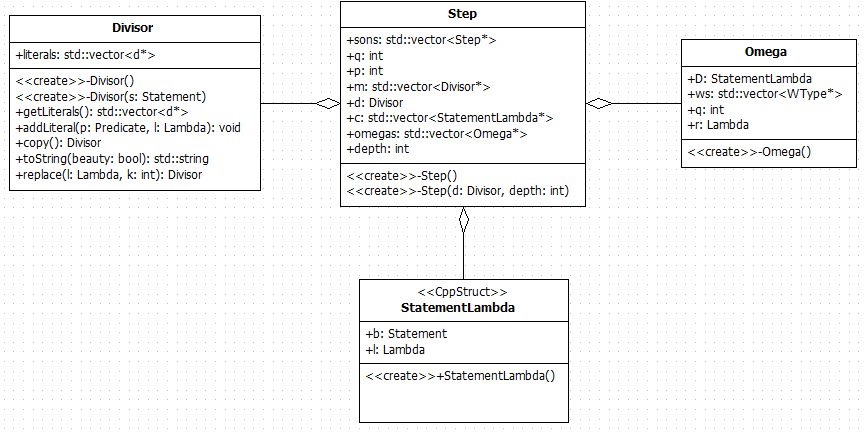 Divisor
+literals: std::vector<d*>
<<create>>-Divisor()
<<create>>-Divisor(s: Statement)
+getLiterals(): std::vector<d*>
+addLiteral(p: Predicate, l: Lambda): void
+copy(): Divisor
+toString(beauty: bool): std::string
+replace(l: Lambda, k: int): Divisor
Step
+sons: std::vector<Step*>
+q: int
+p: int
+m: std::vector<Divisor*>
+d: Divisor
+c: std::vector<StatementLambda*>
+omegas: std::vector<Omega*>
+depth: int
<<create>>-Step()
<<create>>-Step(d: Divisor, depth: int)
Omega
+D: StatementLambda
+ws: std::vector<WType*>
+q: int
+r: Lambda
<<create>>-Omega()
<<CppStruct>>
StatementLambda
+b: Statement
+l: Lambda
<<create>>+StatementLambda()